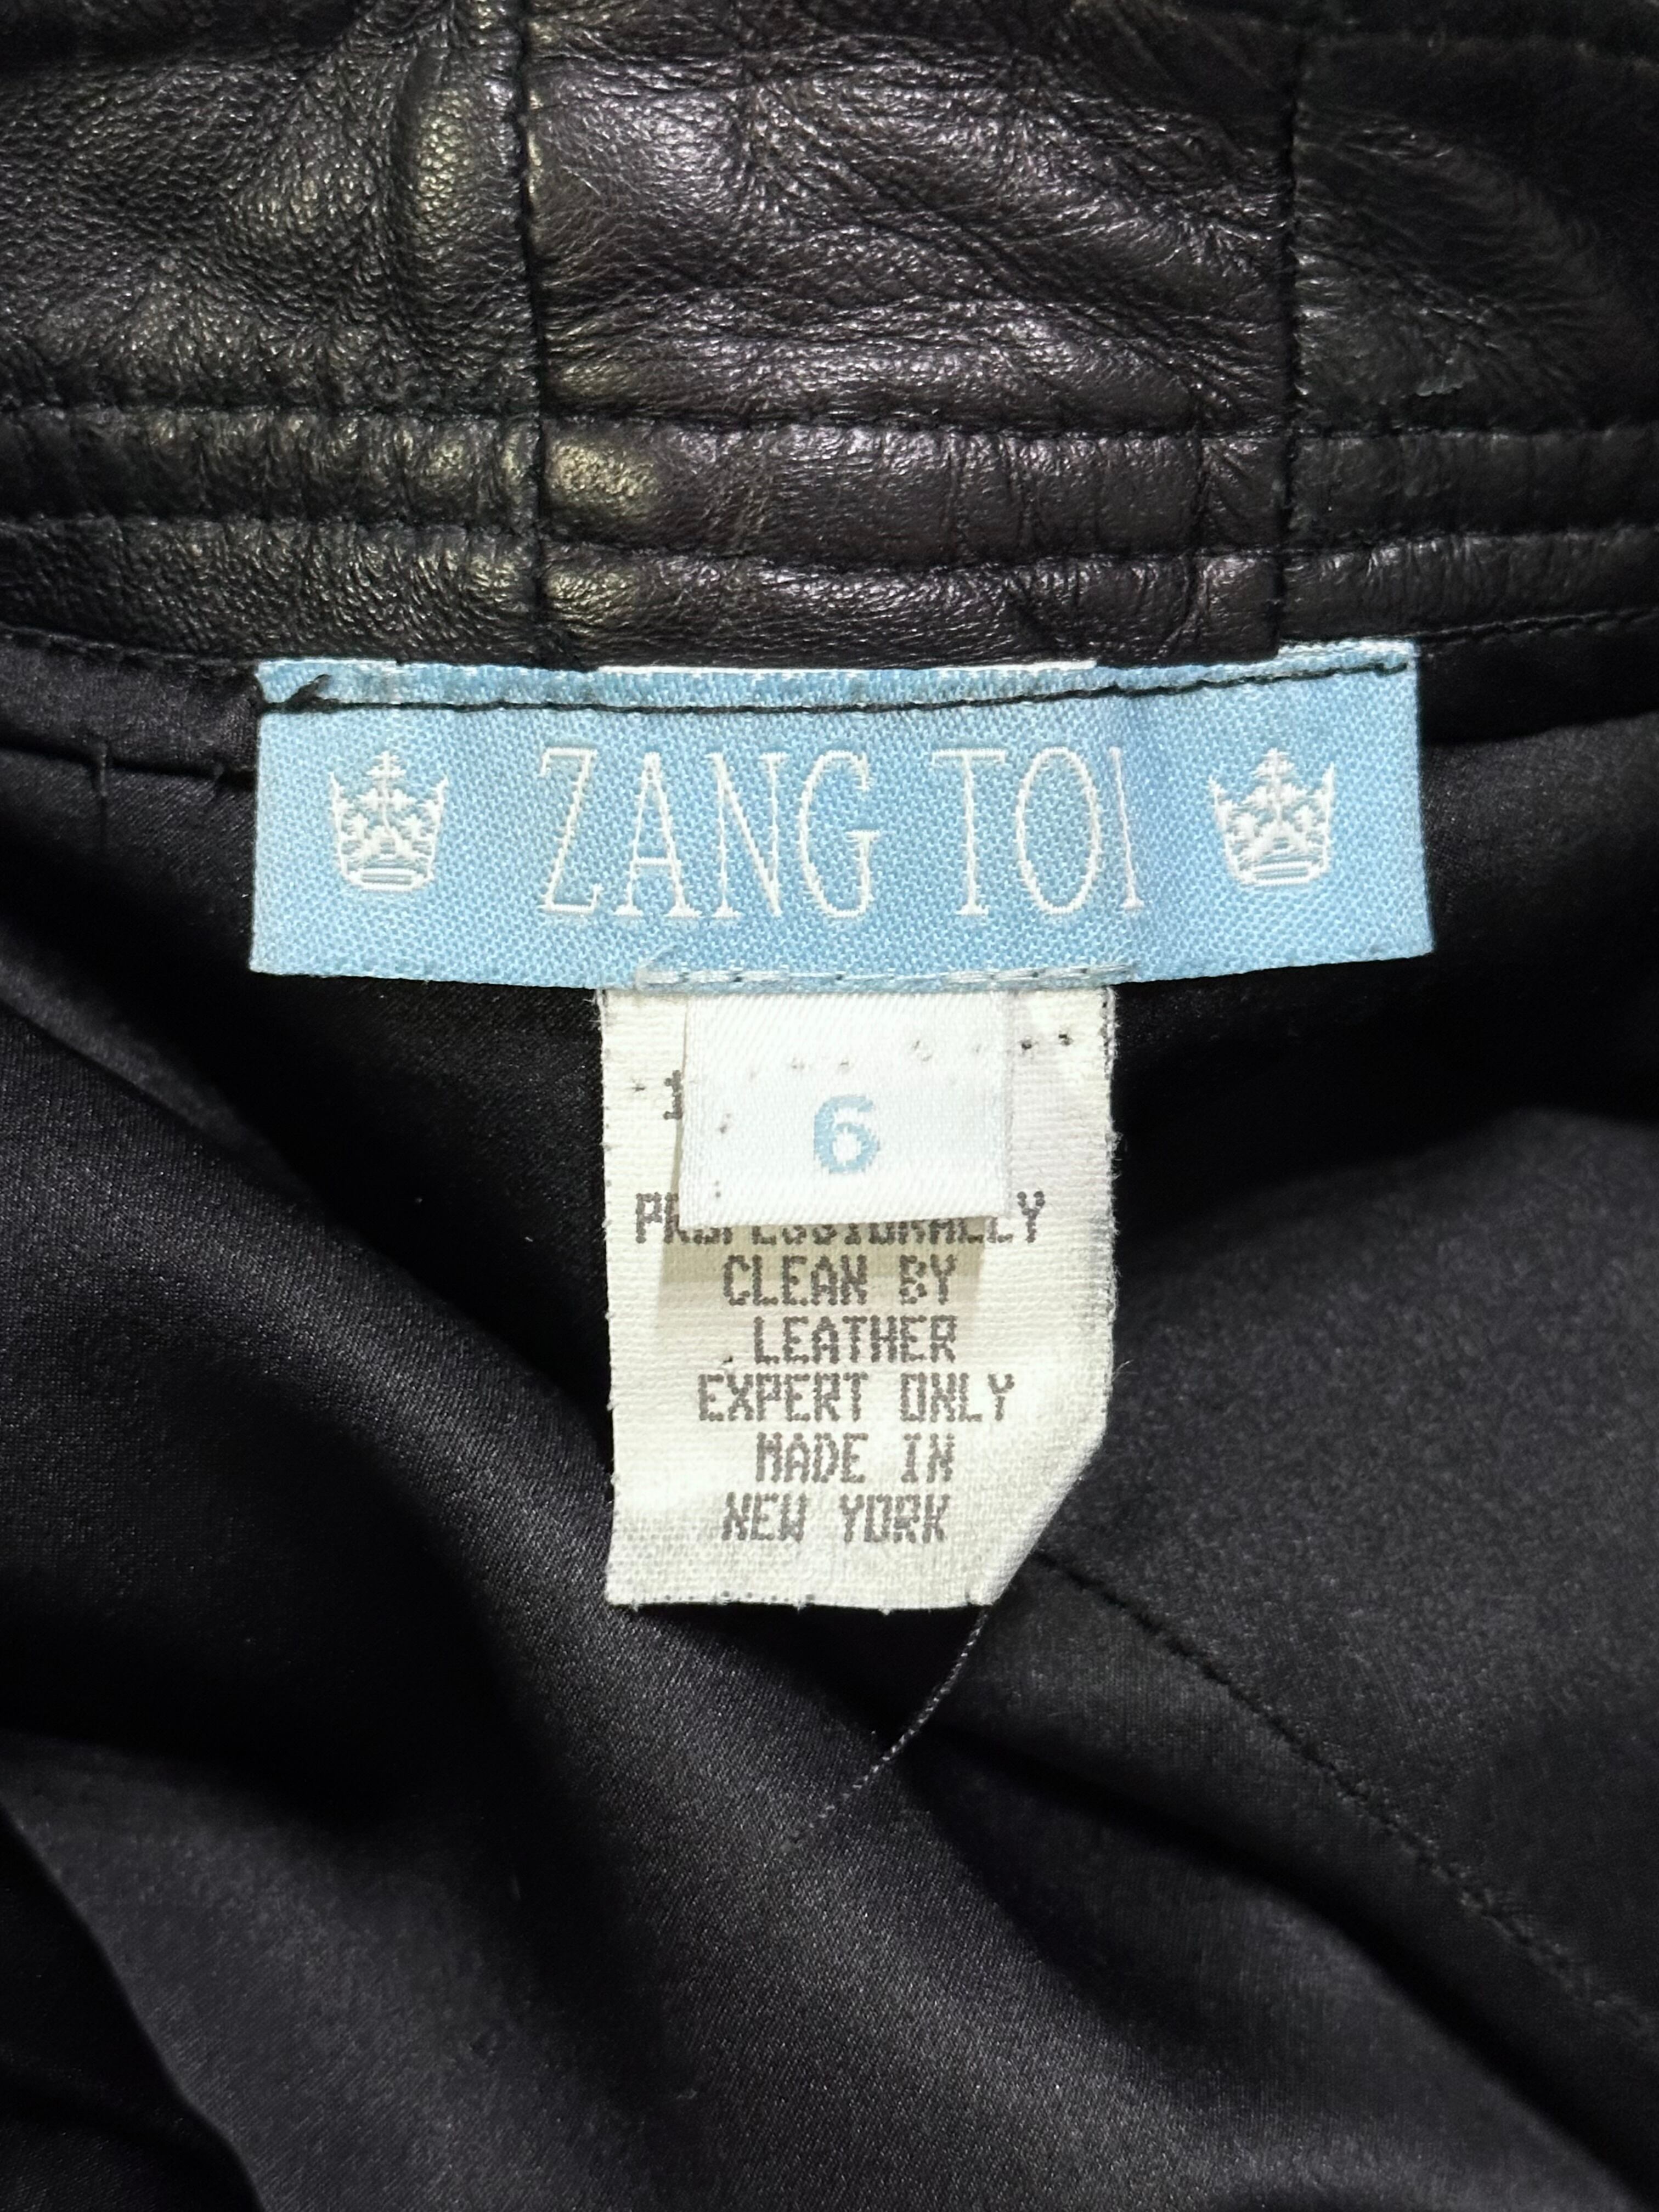 ZANG TOI
6
PROFESSIONALLY
CLEAN BY
LEATHER
EXPERT ONLY
MADE IN
NEW YORK